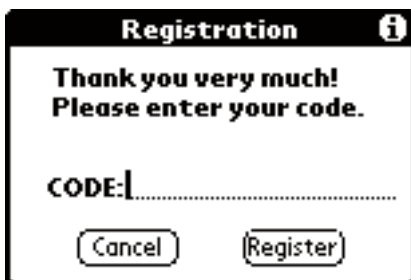 Registration i
Thank you very much!
Please enter your code.
CODE:
Cancel Register